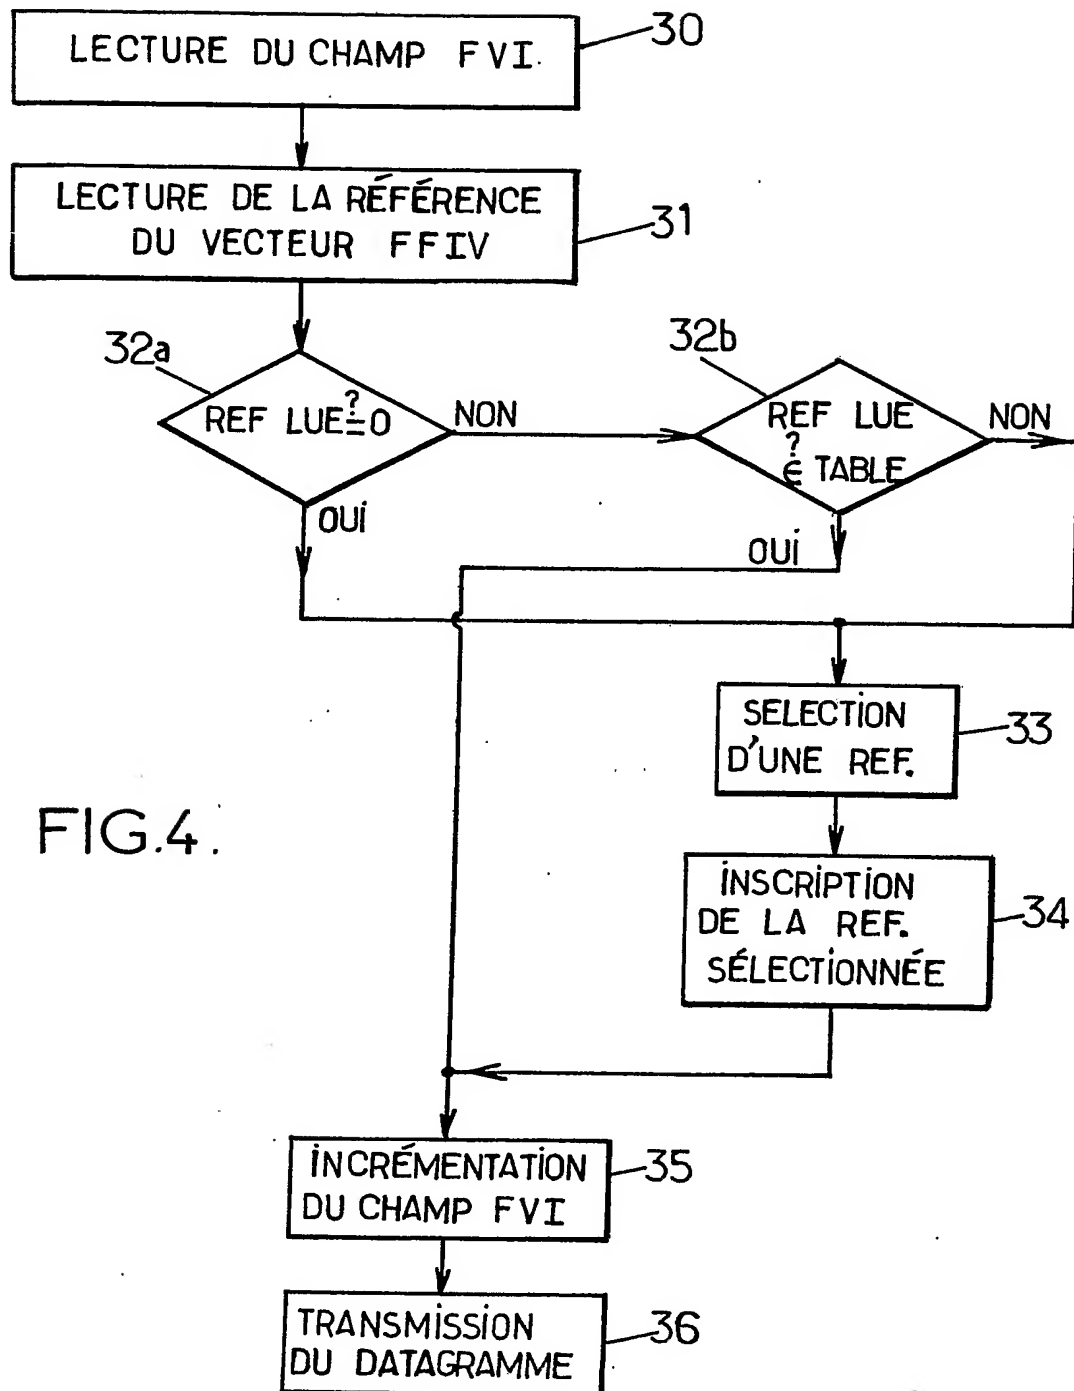 LECTURE DU CHAMP FVI.
30
LECTURE DE LA RÉFÉRENCE
DU VECTEUR FFIV
31
32a
REF LUE ?= 0
NON
OUI
32b
REF LUE
? ∈ TABLE
NON
OUI
SELECTION
D'UNE REF.
33
INSCRIPTION
DE LA REF.
SÉLECTIONNÉE
34
FIG.4.
INCRÉMENTATION
DU CHAMP FVI
35
TRANSMISSION
DU DATAGRAMME
36